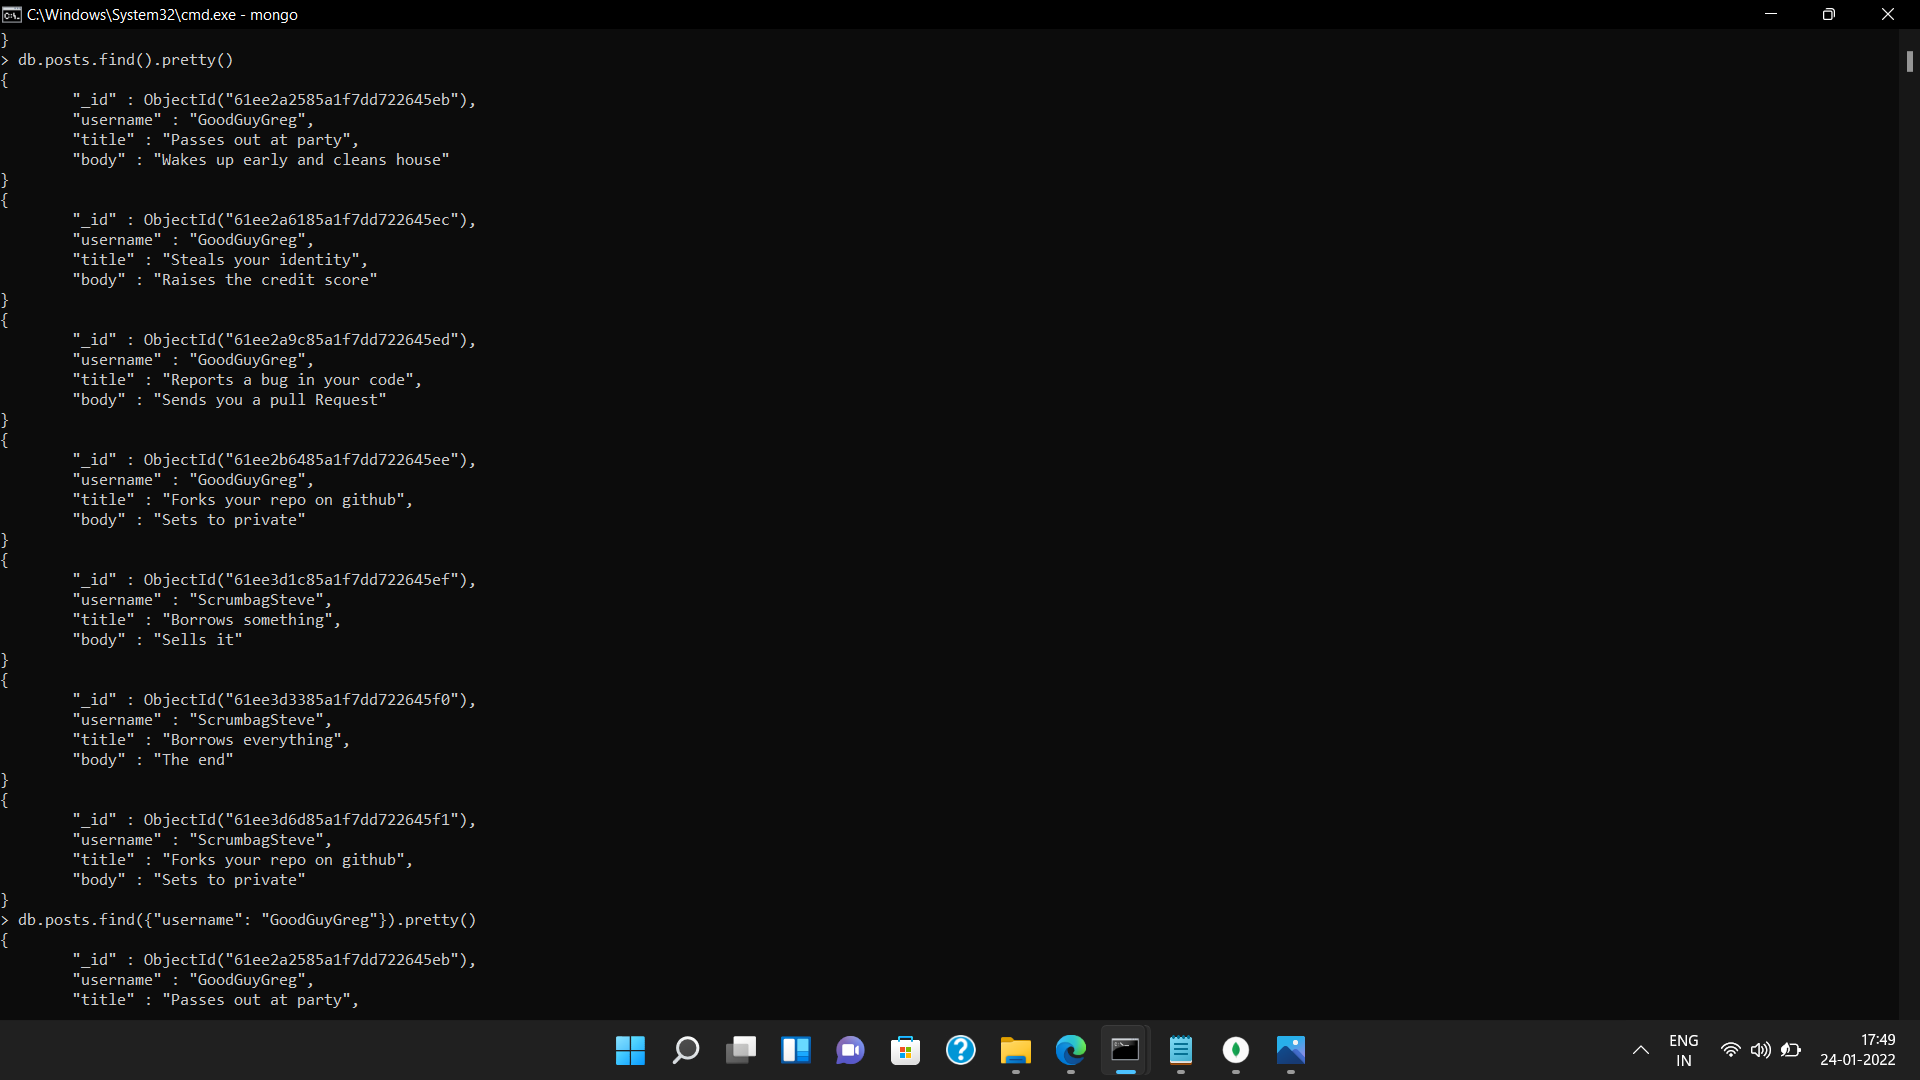 C:\Windows\System32\cmd.exe - mongo
}
> db.posts.find().pretty()
{
"_id" : ObjectId("61ee2a2585a1f7dd722645eb"),
"username" : "GoodGuyGreg",
"title" : "Passes out at party",
"body" : "Wakes up early and cleans house"
}
{
"_id" : ObjectId("61ee2a6185a1f7dd722645ec"),
"username" : "GoodGuyGreg",
"title" : "Steals your identity",
"body" : "Raises the credit score"
}
{
"_id" : ObjectId("61ee2a9c85a1f7dd722645ed"),
"username" : "GoodGuyGreg",
"title" : "Reports a bug in your code",
"body" : "Sends you a pull Request"
}
{
"_id" : ObjectId("61ee2b6485a1f7dd722645ee"),
"username" : "GoodGuyGreg",
"title" : "Forks your repo on github",
"body" : "Sets to private"
}
{
"_id" : ObjectId("61ee3d1c85a1f7dd722645ef"),
"username" : "ScrumbagSteve",
"title" : "Borrows something",
"body" : "Sells it"
}
{
"_id" : ObjectId("61ee3d3385a1f7dd722645f0"),
"username" : "ScrumbagSteve",
"title" : "Borrows everything",
"body" : "The end"
}
{
"_id" : ObjectId("61ee3d6d85a1f7dd722645f1"),
"username" : "ScrumbagSteve",
"title" : "Forks your repo on github",
"body" : "Sets to private"
}
> db.posts.find({"username": "GoodGuyGreg"}).pretty()
{
"_id" : ObjectId("61ee2a2585a1f7dd722645eb"),
"username" : "GoodGuyGreg",
"title" : "Passes out at party",
ENG
IN
17:49
24-01-2022